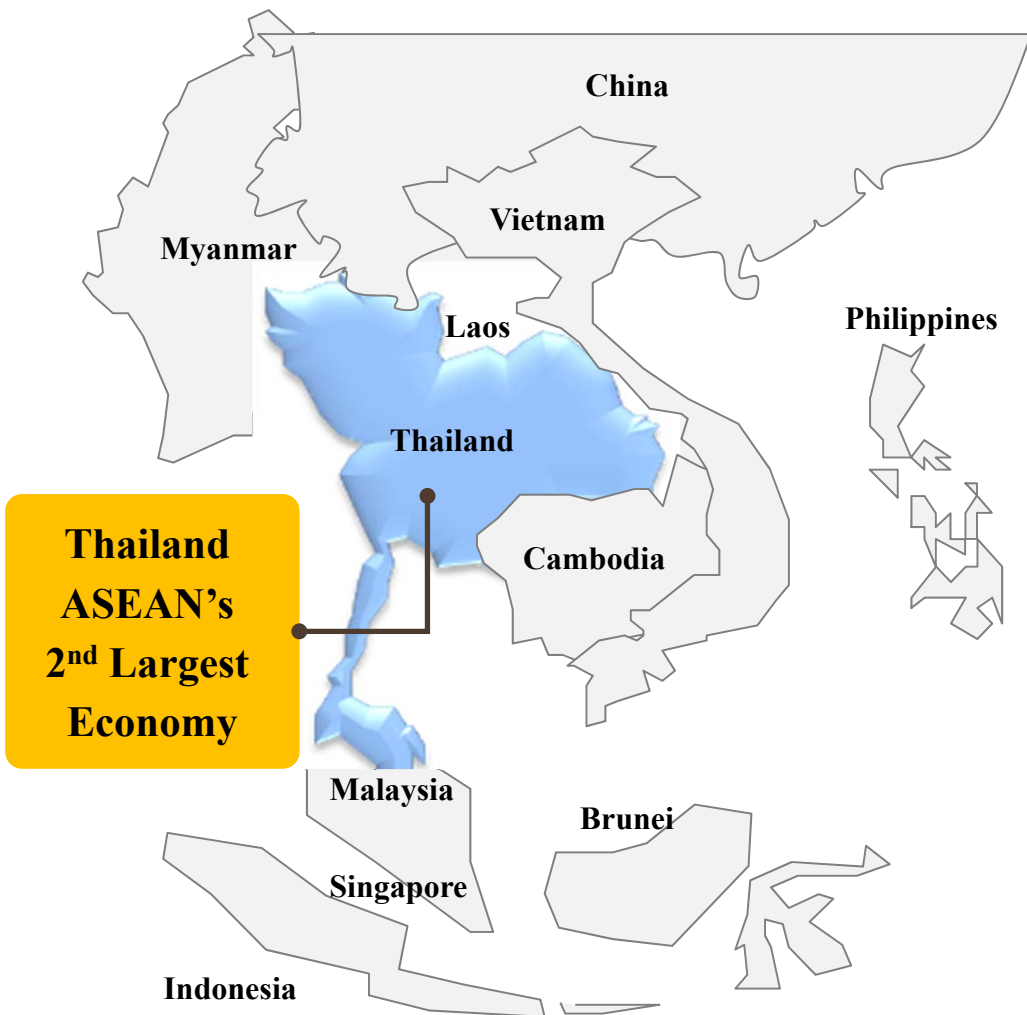 China
Vietnam
Myanmar
Philippines
Laos
Thailand
Thailand
ASEAN’s
2nd Largest
Economy
Cambodia
Malaysia
Brunei
Singapore
Indonesia